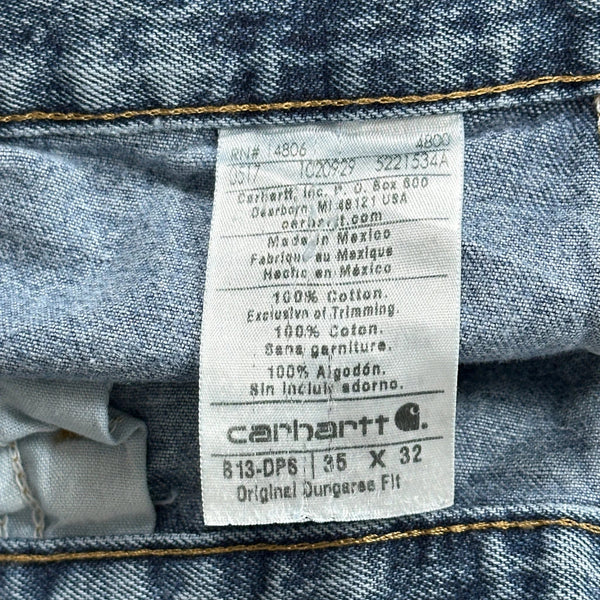 RN# 14806 4800
0517 1020929 5221534A
Carhartt, Inc. P. O. Box 600
Dearborn, MI 48121 USA
carhartt.com
Made in Mexico
Fabriqué au Mexique
Hecho en México
100% Cotton.
Exclusive of Trimming.
100% Coton.
Sans garniture.
100% Algodón.
Sin incluir adorno.
carhartt
B13-DPS 35 X 32
Original Dungaree Fit